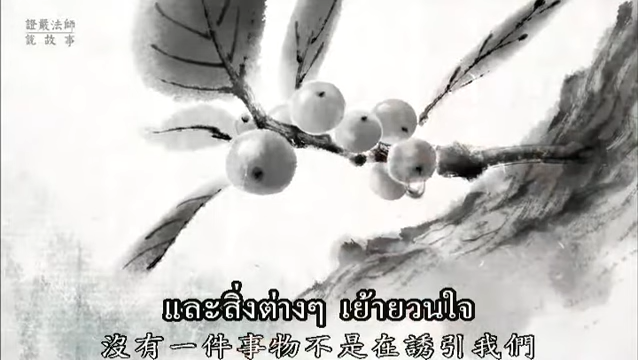 證嚴法師
說故事
และสิ่งต่างๆ เย้ายวนใจ
沒有一件事物不是在誘引我們